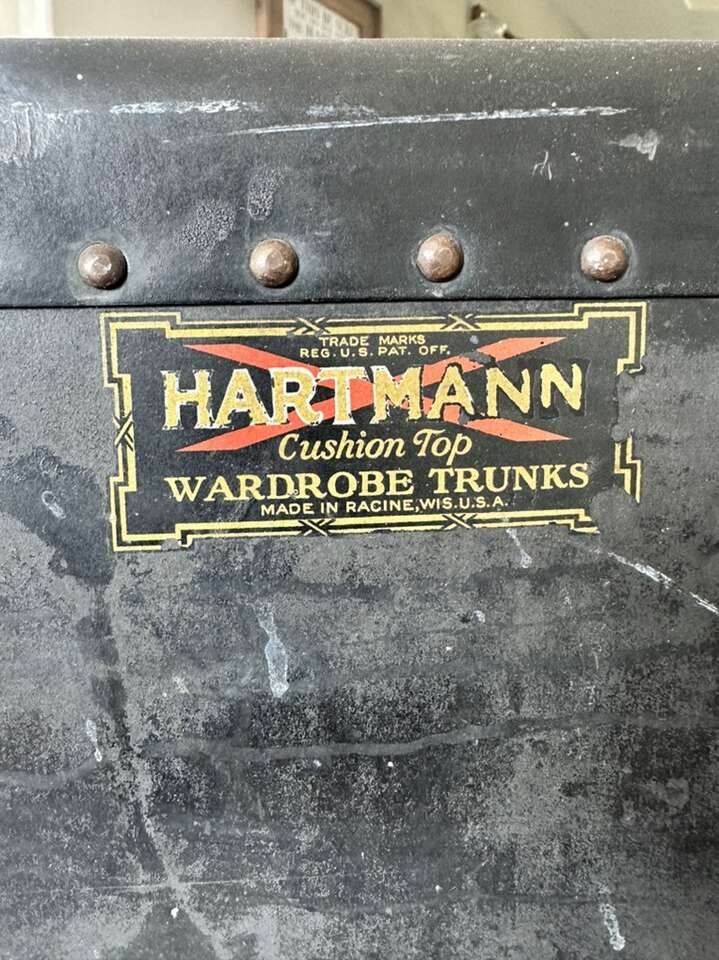 TRADE MARKS
REG. U.S. PAT. OFF.
HARTMANN
Cushion Top
WARDROBE TRUNKS
MADE IN RACINE, WIS. U.S.A.